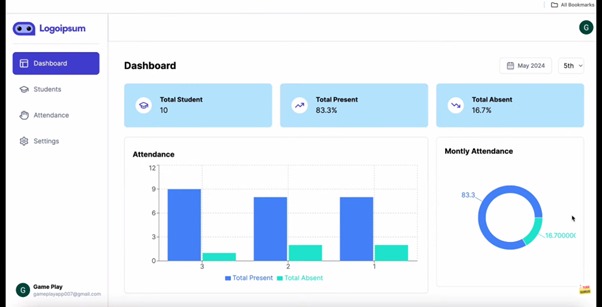 All Bookmarks
Logoipsum
G
Dashboard
Students
Attendance
Settings
Dashboard
May 2024
5th
Total Student
10
Total Present
83.3%
Total Absent
16.7%
Attendance
12
9
6
3
0
3
2
1
Total Present
Total Absent
Montly Attendance
83.3
16.70000
G
Game Play
gameplayapp007@gmail.com